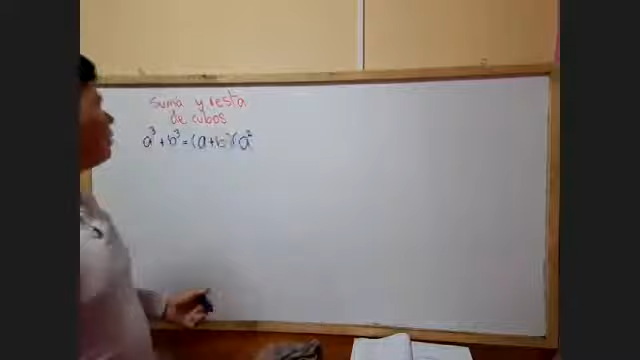 Suma y resta
de cubos
a³ + b³ = (a+b)(a²